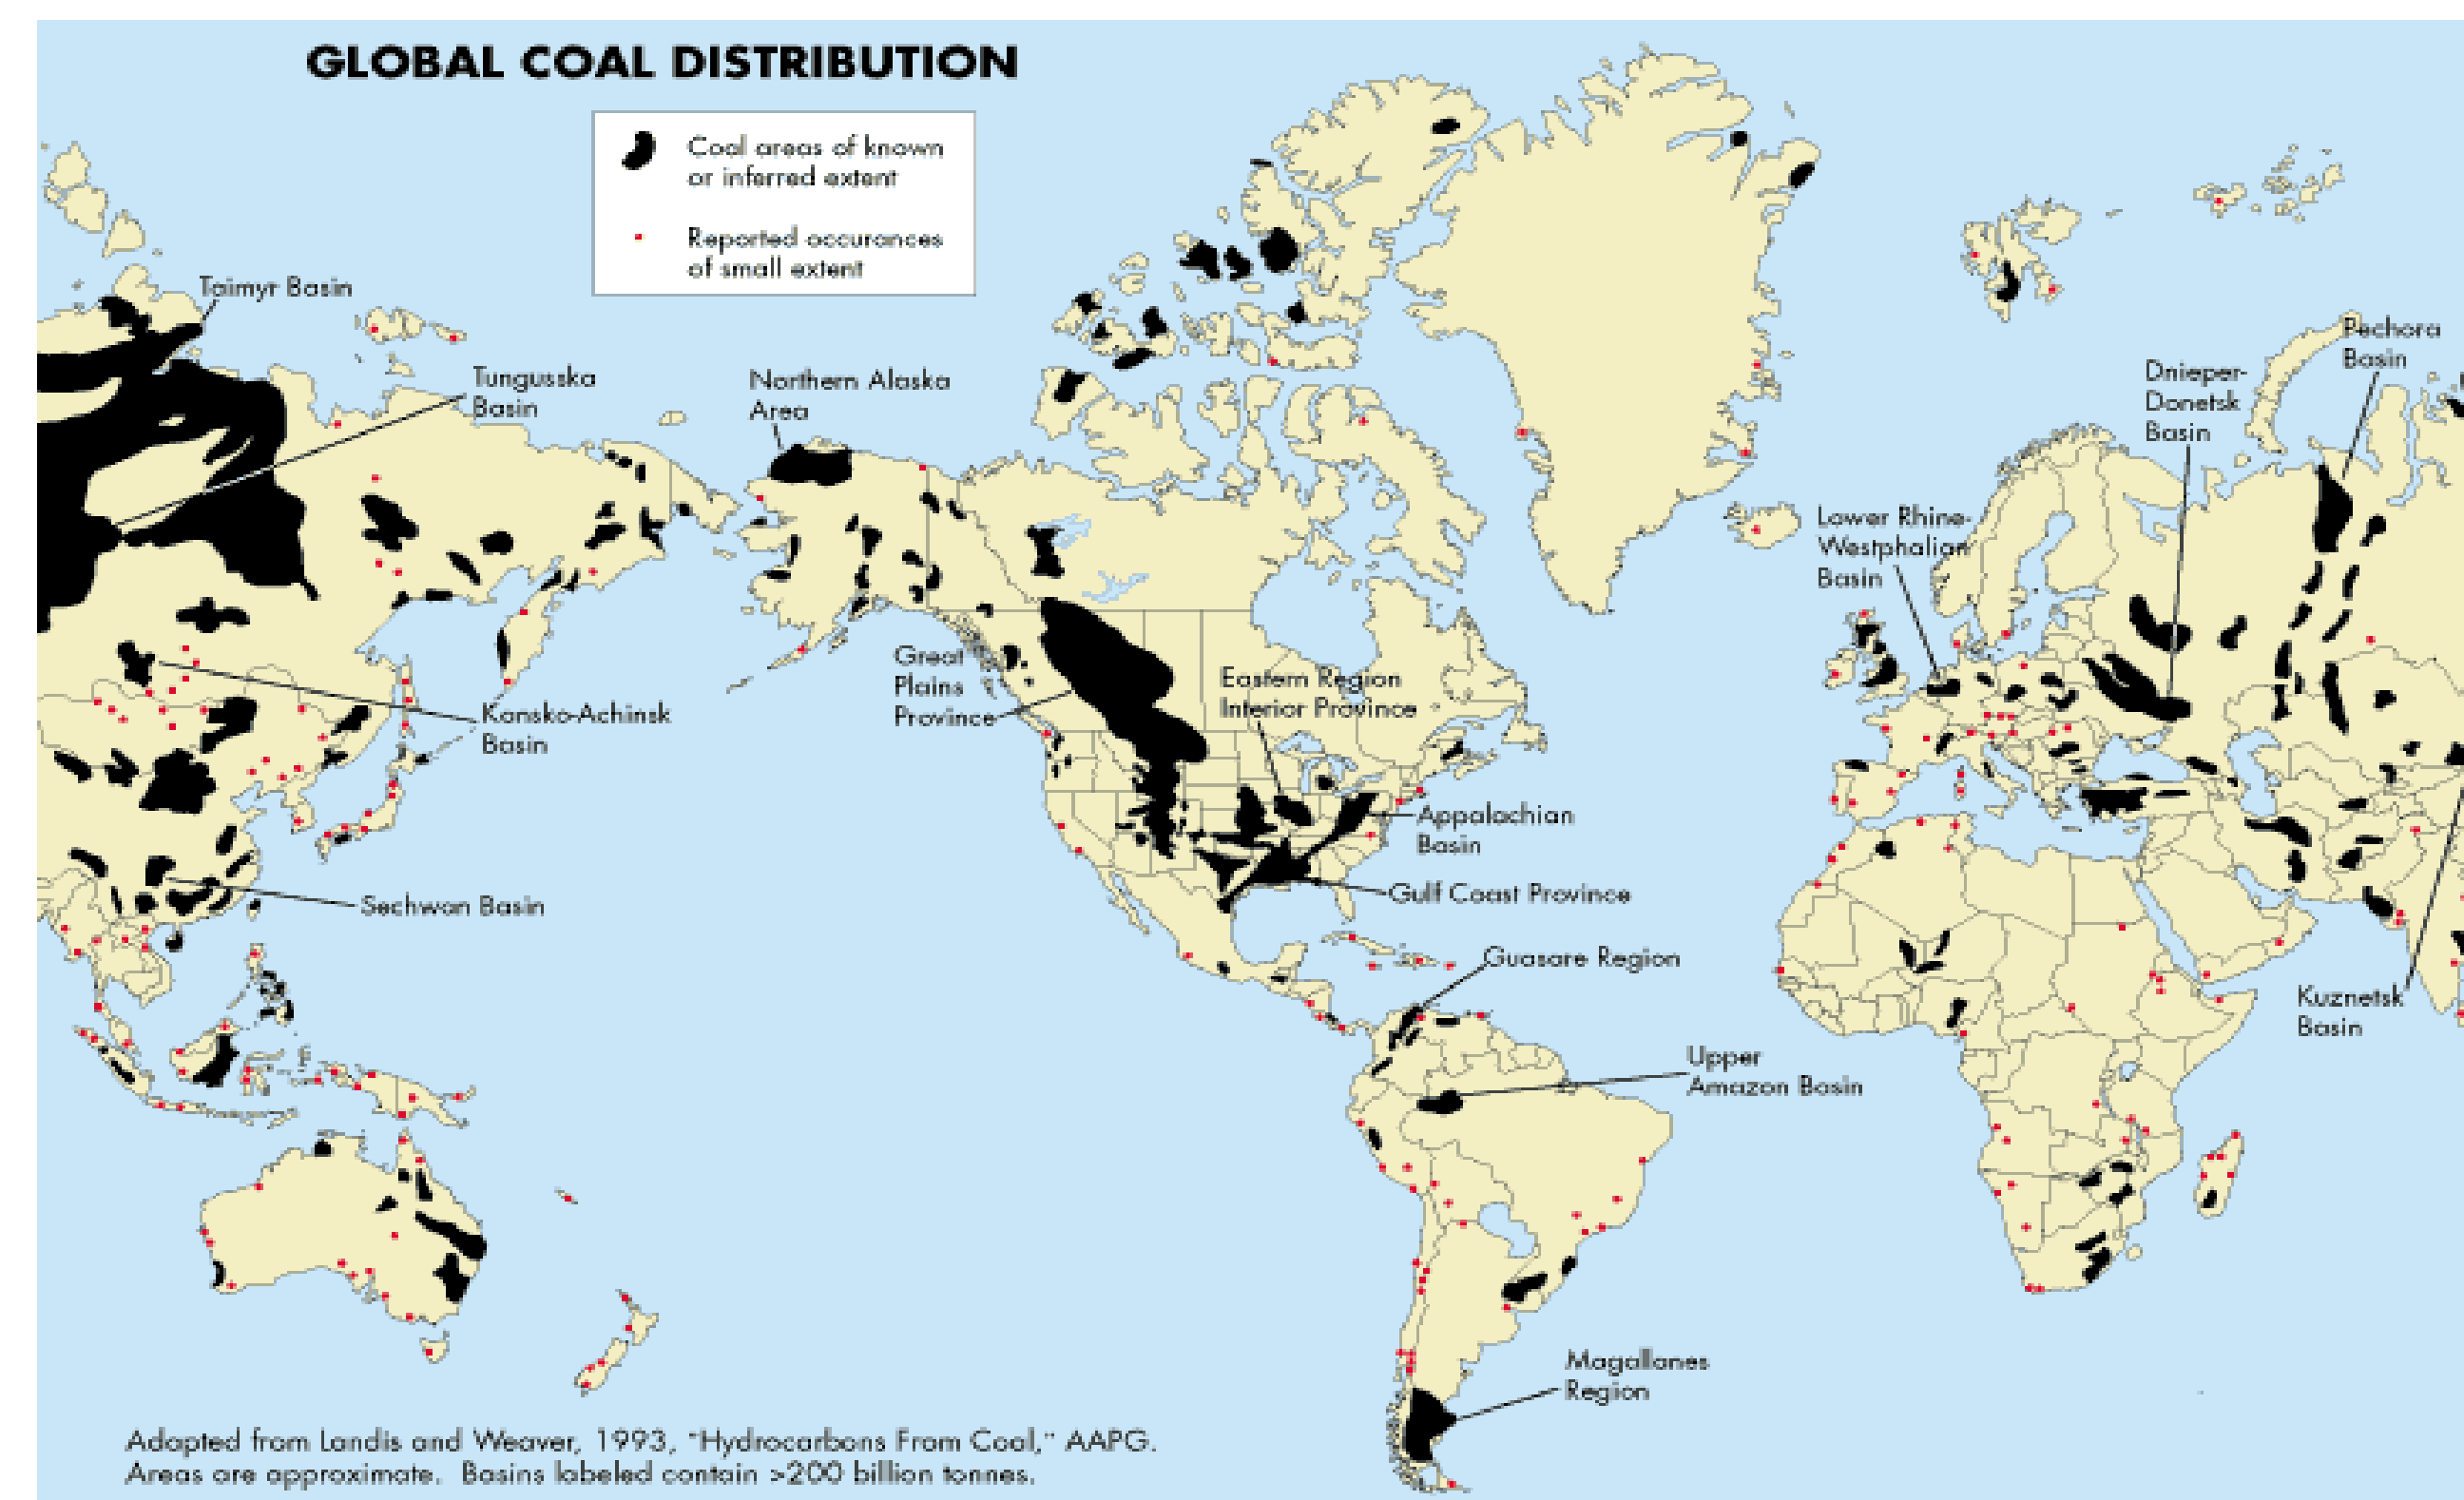 GLOBAL COAL DISTRIBUTION
Coal areas of known
or inferred extent
Reported occurances
of small extent
Taimyr Basin
Tungusska
Basin
Northern Alaska
Area
Pechora
Basin
Dnieper-
Donetsk
Basin
Lower Rhine-
Westphalian
Basin
Great
Plains
Province
Eastern Region
Interior Province
Kansko-Achinsk
Basin
Appalachian
Basin
Gulf Coast Province
Sechwan Basin
Guasare Region
Kuznetsk
Basin
Upper
Amazon Basin
Magallanes
Region
Adapted from Landis and Weaver, 1993, "Hydrocarbons From Coal," AAPG.
Areas are approximate. Basins labeled contain >200 billion tonnes.